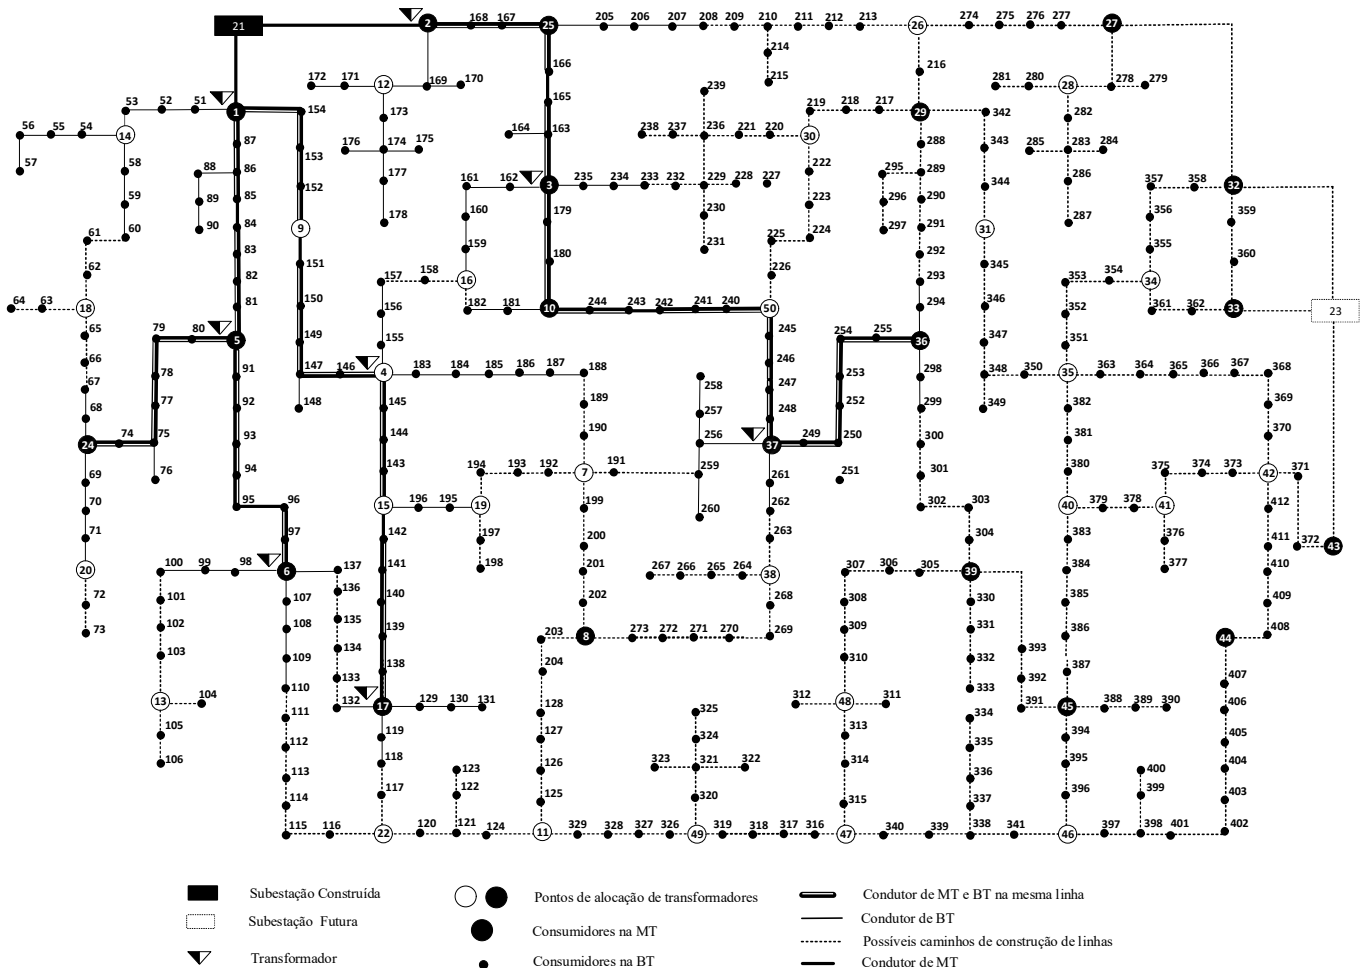 21 2 168 167 25 205 206 207 208 209 210 211 212 213 26 274 275 276 277 27
214
166 216
172 171 12 169 170 215 281 280 28 278 279
239
53 52 51 165
1 154 173 219 218 217 29 342 282
56 55 54 14 164 163 238 237 236 221 220 30
87 176 174 175 288 343 285 283 284
153
57 58 88 86 222 295 289
161 162 3 235 234 233 232 229 228 227 357 358 32
152 177 344 286
59 89 85 296 290
160 223 356
84 178 179 230 287 359
90 9 297 291 31
61 60 225 224
83 159 231 292 355
62 151 180 345 360
82 157 158 16 226 293 353 354 34
64 63 18 81 150 156 182 181 10 244 243 242 241 240 50 294 346 352 361 362 33 23
65 79 80 5 149 155 245 254 255 36 347 351
66 246
91 147 146 4 183 184 185 186 187 188 298 348 350 35 363 364 365 366 367 368
67 78 258 247 253
92 148 189 299 349 382 369
68 77 145 257 248 252
24 74 75 93 144 190 256 37 249 250 300 381 370
69 76 94 143 194 193 192 7 191 259 261 251 301 380 375 374 373 42 371
70 95 96 15 196 195 19 199 260 262 302 303 40 379 378 41 412
71 97 142 197 200 263 304 383 376 411 372 43
20 100 99 98 6 137 141 198 201 267 266 265 264 38 307 306 305 39 384 377 410
72 101 107 136 140 202 268 308 330 385 409
73 102 108 135 139 203 8 273 272 271 270 269 309 331 386 44 408
103 109 134 204 310 332 393
138 387 407
13 104 110 133 312 48 311 333 392
132 17 129 130 131 128 325 391 45 388 389 390 406
105 111 119 313 334
112 118 127 324 335 394 405
106 123 126 323 321 322 314 395 404
113 117 122 336 400
114 125 320 315 337 396 399 403
115 116 22 120 121 124 11 329 328 327 326 49 319 318 317 316 47 340 339 338 341 46 397 398 401 402
Subestação Construída
Pontos de alocação de transformadores
Condutor de MT e BT na mesma linha
Subestação Futura
Condutor de BT
Consumidores na MT
Possíveis caminhos de construção de linhas
Transformador
Consumidores na BT
Condutor de MT